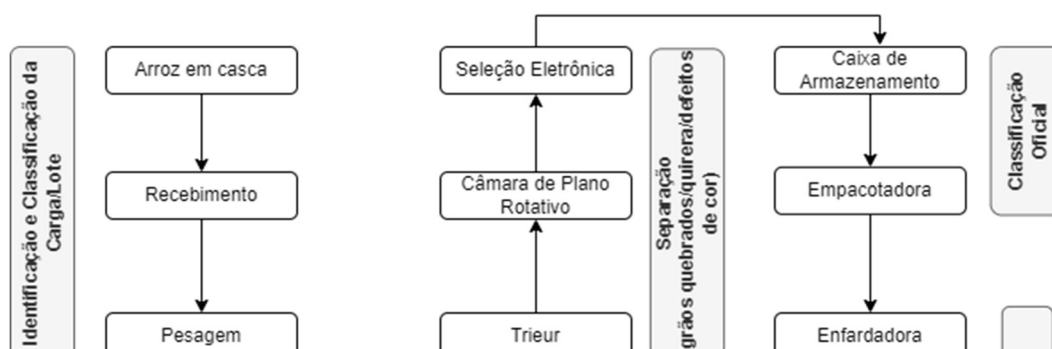 Identificação e Classificação da
Carga/Lote
Arroz em casca
Recebimento
Pesagem
Seleção Eletrônica
Câmara de Plano
Rotativo
Trieur
Separação
grãos quebrados/quirera/defeitos
de cor)
Caixa de
Armazenamento
Empacotadora
Enfardadora
Classificação
Oficial